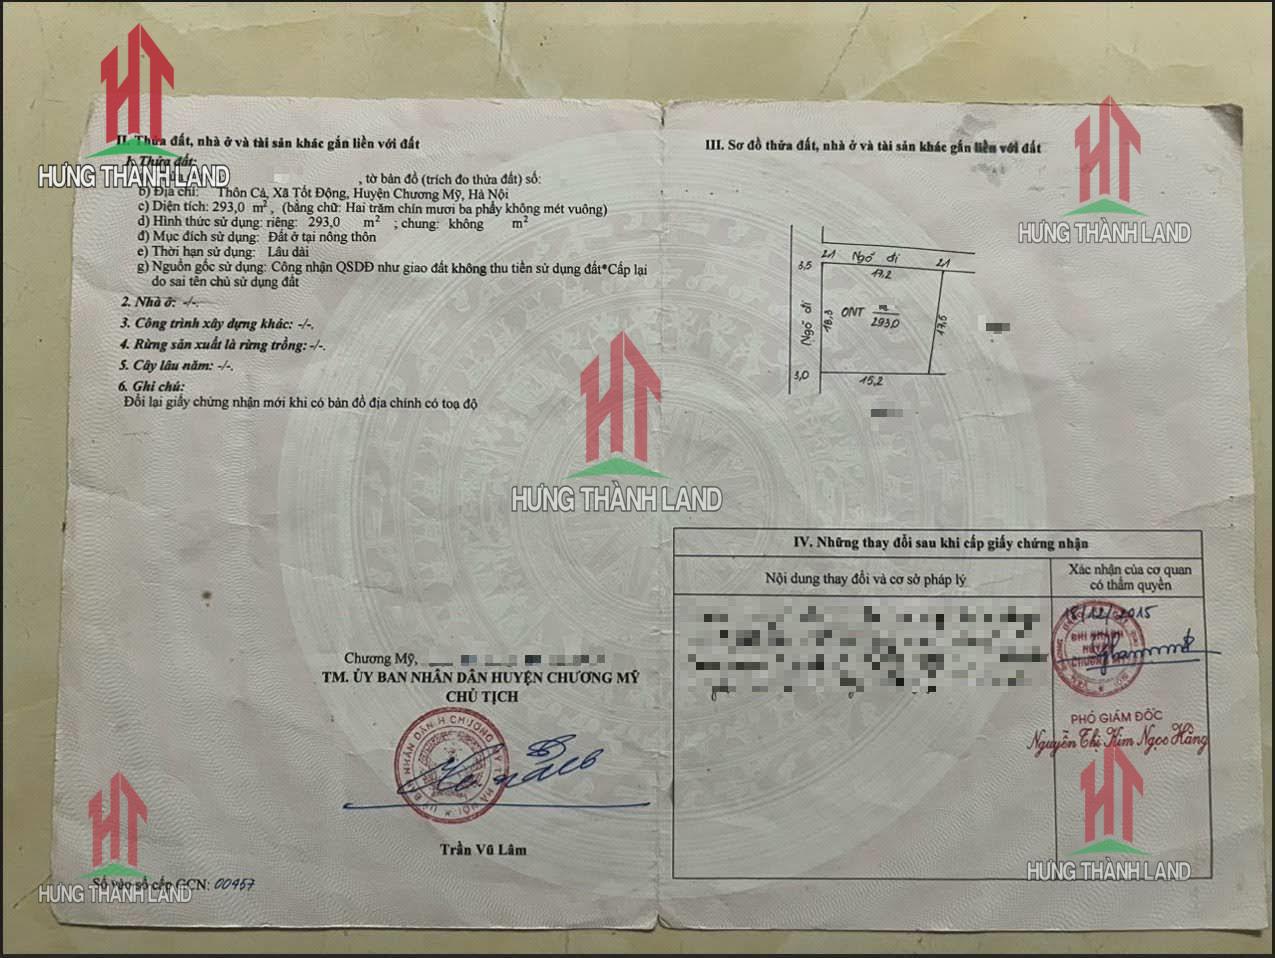 II. Thửa đất, nhà ở và tài sản khác gắn liền với đất
1. Thửa đất:
, tờ bản đồ (trích đo thửa đất) số:
b) Địa chỉ: Thôn Cả, Xã Tốt Động, Huyện Chương Mỹ, Hà Nội
c) Diện tích: 293,0 m², (bằng chữ: Hai trăm chín mươi ba phẩy không mét vuông)
d) Hình thức sử dụng: riêng: 293,0 m² ; chung: không m²
đ) Mục đích sử dụng: Đất ở tại nông thôn
e) Thời hạn sử dụng: Lâu dài
g) Nguồn gốc sử dụng: Công nhận QSDĐ như giao đất không thu tiền sử dụng đất*Cấp lại
do sai tên chủ sử dụng đất
2. Nhà ở: -/-.
3. Công trình xây dựng khác: -/-.
4. Rừng sản xuất là rừng trồng: -/-.
5. Cây lâu năm: -/-.
6. Ghi chú:
Đổi lại giấy chứng nhận mới khi có bản đồ địa chính có toạ độ
Chương Mỹ,
TM. ỦY BAN NHÂN DÂN HUYỆN CHƯƠNG MỸ
CHỦ TỊCH
Trần Vũ Lâm
Số vào sổ cấp GCN: 00457
III. Sơ đồ thửa đất, nhà ở và tài sản khác gắn liền với đất
2.1 Ngõ đi 2.1
3,5
17,2
Ngõ đi
18,3
ONT
293,0
17,5
3,0
15,2
IV. Những thay đổi sau khi cấp giấy chứng nhận
Nội dung thay đổi và cơ sở pháp lý
Xác nhận của cơ quan
có thẩm quyền
18/12/2015
CHI NHÁNH
HUYỆN
CHƯƠNG MỸ
PHÓ GIÁM ĐỐC
Nguyễn Thị Kim Ngọc Hằng
HƯNG THÀNH LAND
HƯNG THÀNH LAND
HƯNG THÀNH LAND
HƯNG THÀNH LAND
HƯNG THÀNH LAND